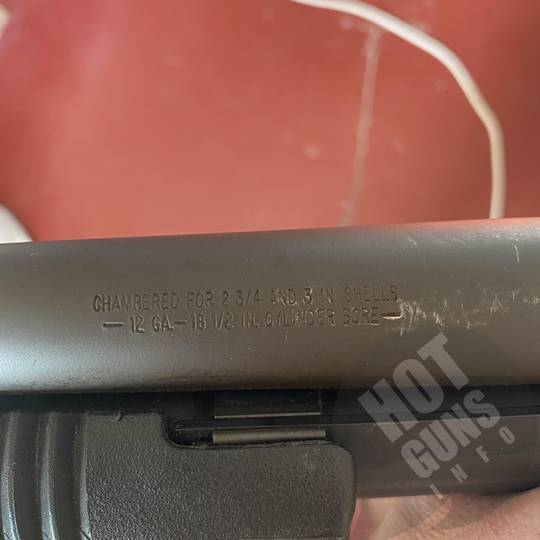 CHAMBERED FOR 2 3/4 AND 3 IN SHELLS
— 12 GA.—18 1/2 IN. CYLINDER BORE —
HOT
GUNS
INFO